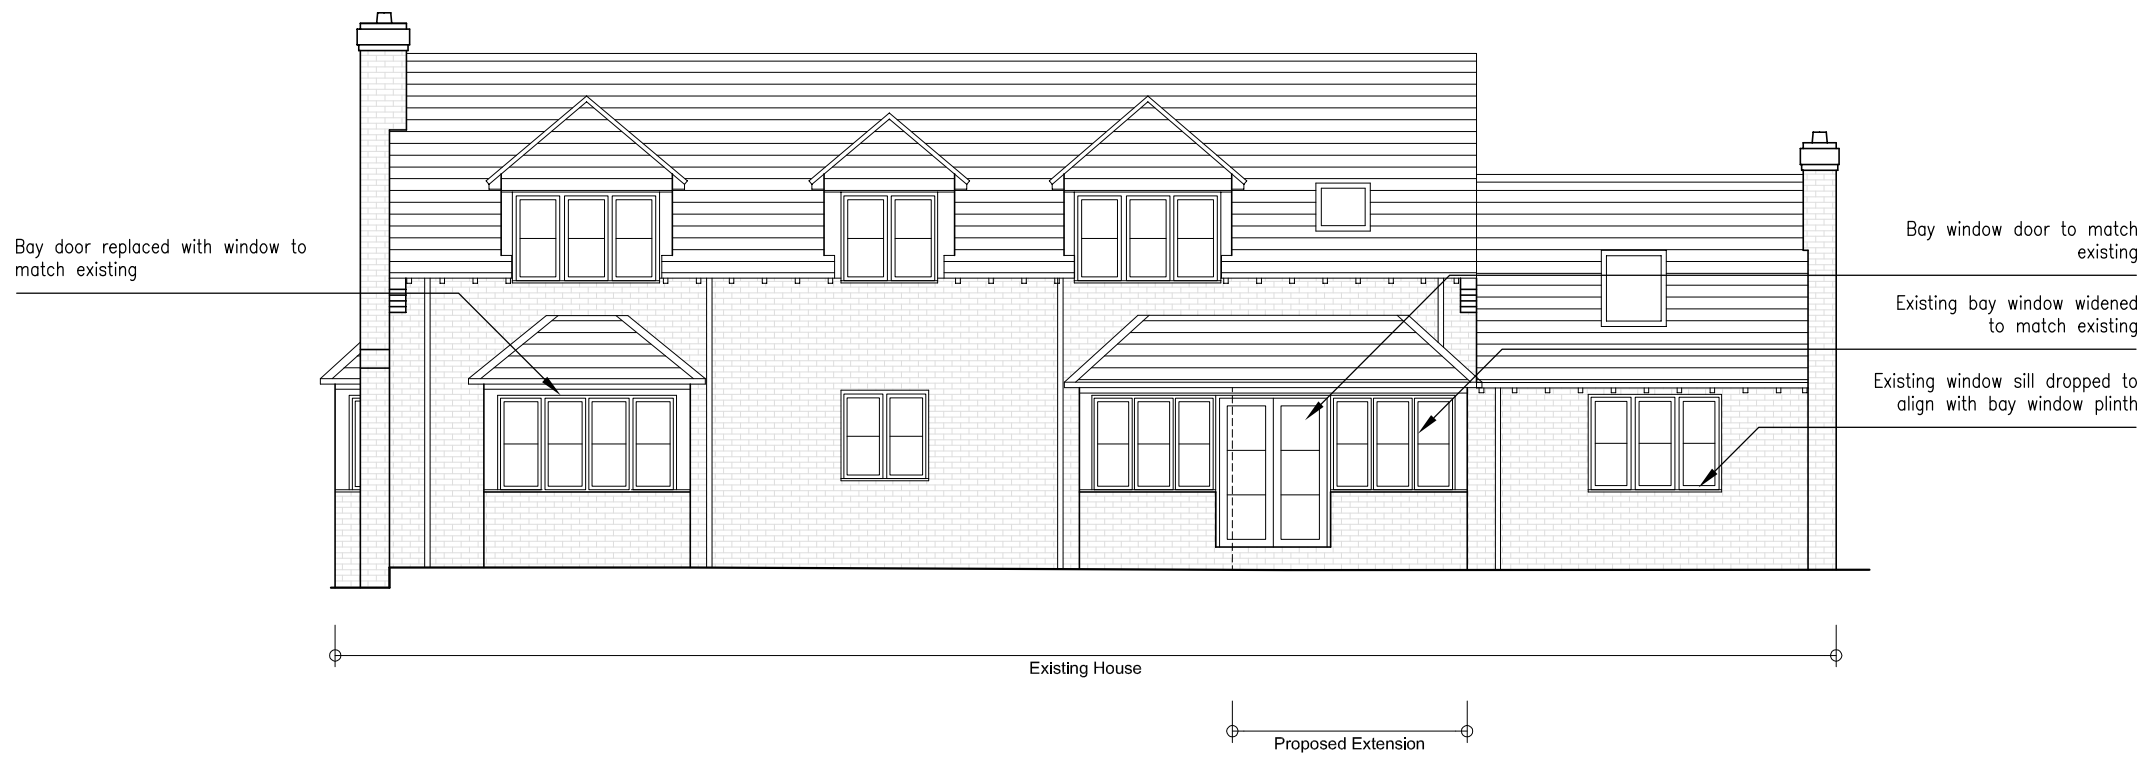 Bay door replaced with window to
match existing
Bay window door to match
existing
Existing bay window widened
to match existing
Existing window sill dropped to
align with bay window plinth
Existing House
Proposed Extension